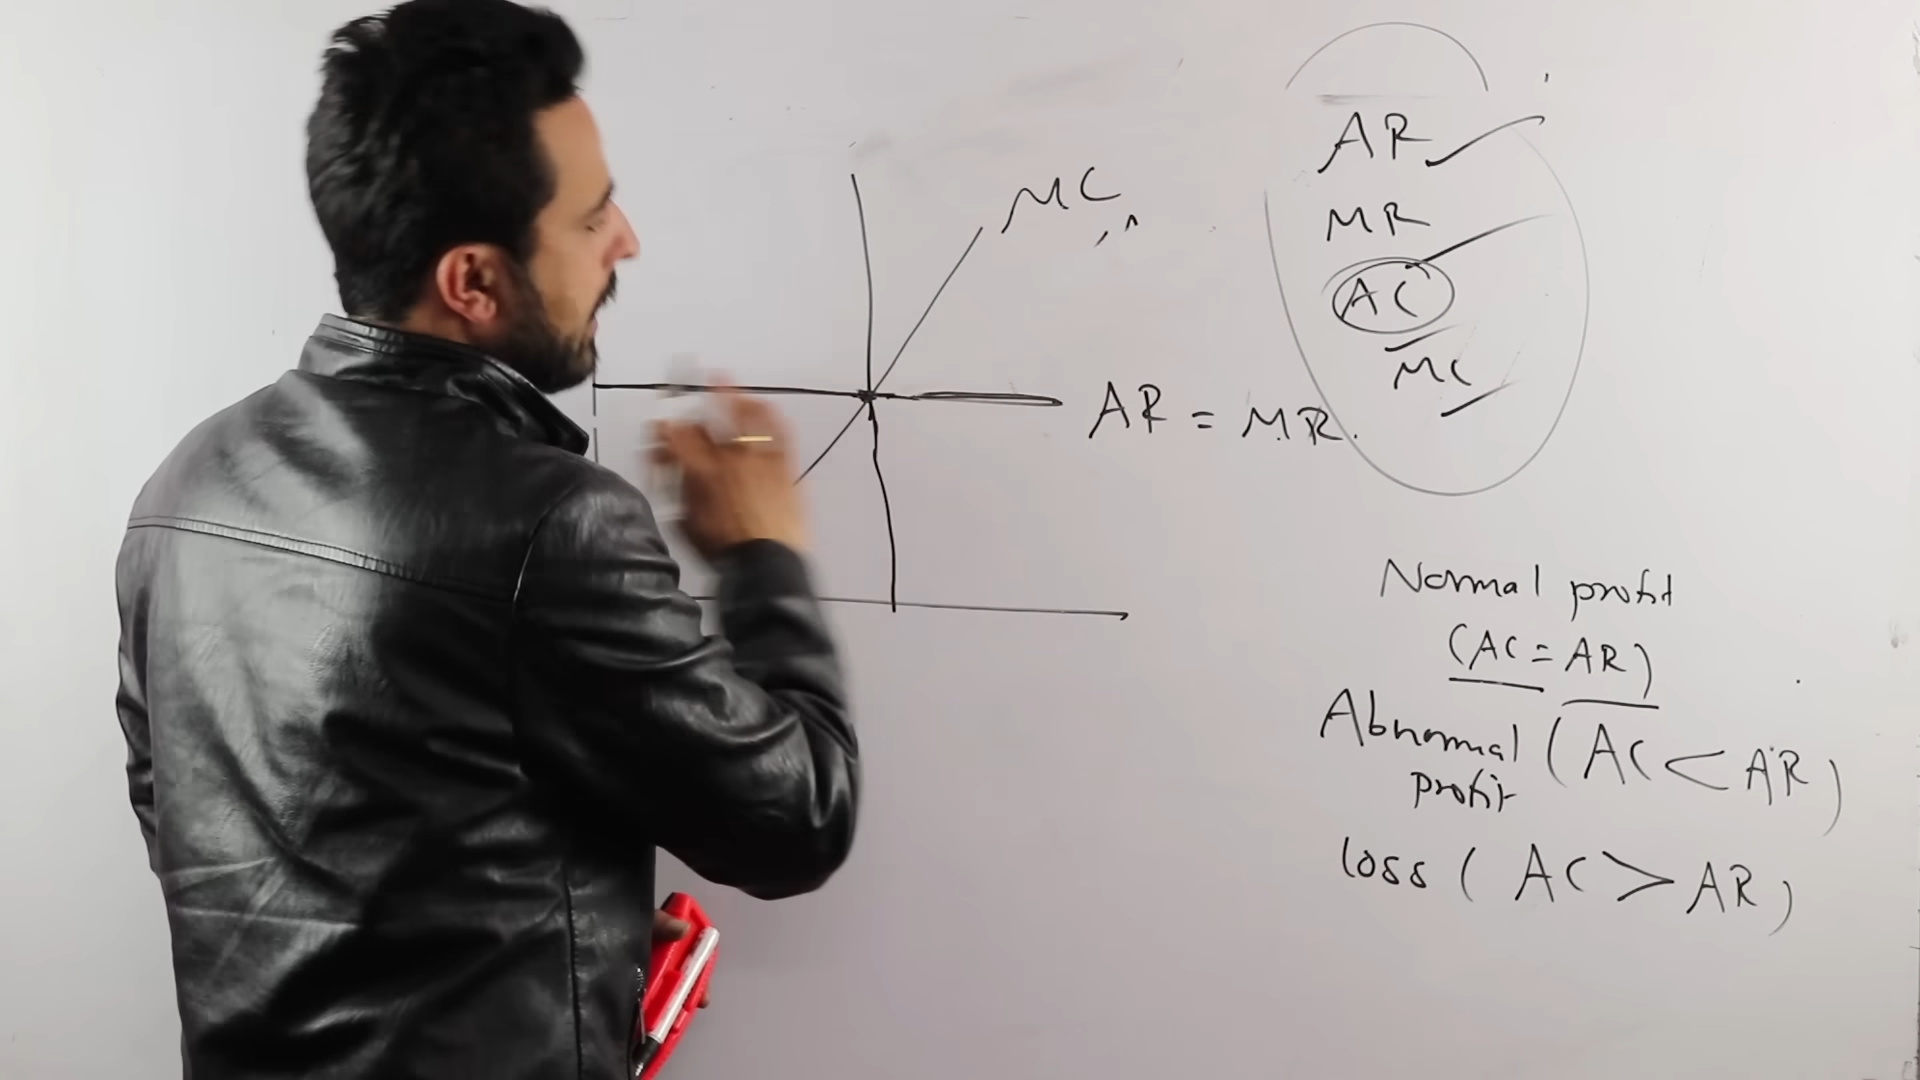 MC
AR = MR.
AR
MR
AC
MC
Normal profit
(AC = AR)
Abnormal (AC < AR)
profit
loss (AC > AR)